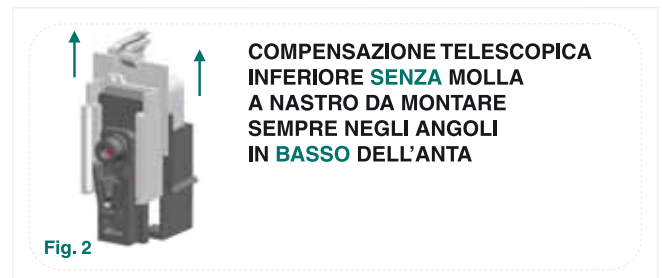 COMPENSAZIONE TELESCOPICA
INFERIORE SENZA MOLLA
A NASTRO DA MONTARE
SEMPRE NEGLI ANGOLI
IN BASSO DELL'ANTA
Fig. 2